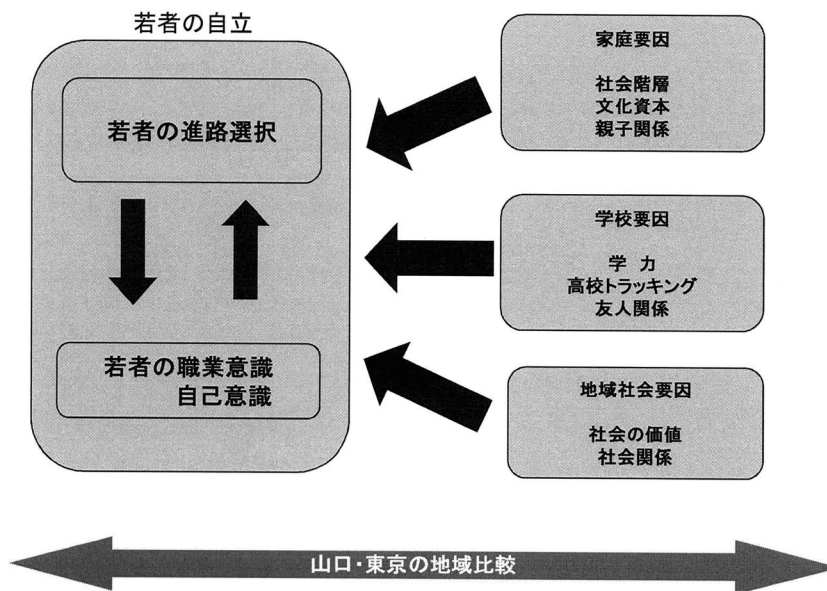 若者の自立
若者の進路選択
若者の職業意識
自己意識
家庭要因
社会階層
文化資本
親子関係
学校要因
学 力
高校トラッキング
友人関係
地域社会要因
社会の価値
社会関係
山口・東京の地域比較